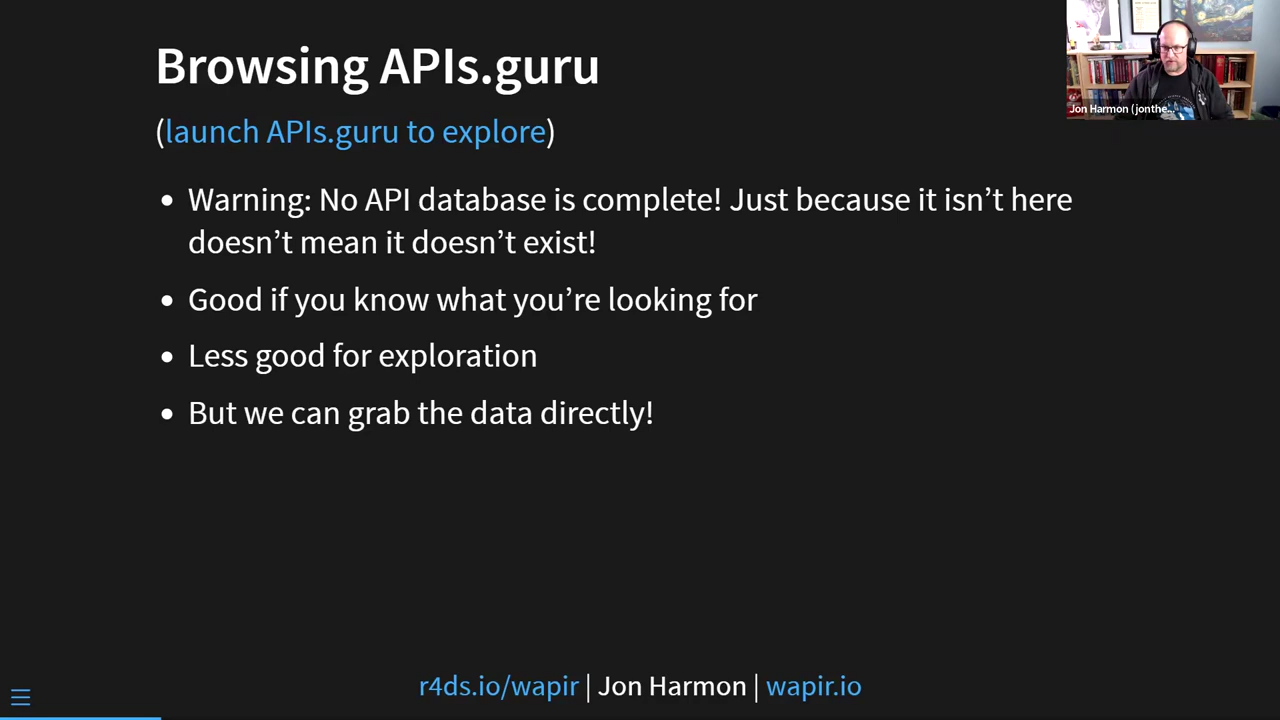 Browsing APIs.guru
(launch APIs.guru to explore)
• Warning: No API database is complete! Just because it isn’t here
doesn’t mean it doesn’t exist!
• Good if you know what you’re looking for
• Less good for exploration
• But we can grab the data directly!
Jon Harmon (jonthe...
r4ds.io/wapir | Jon Harmon | wapir.io